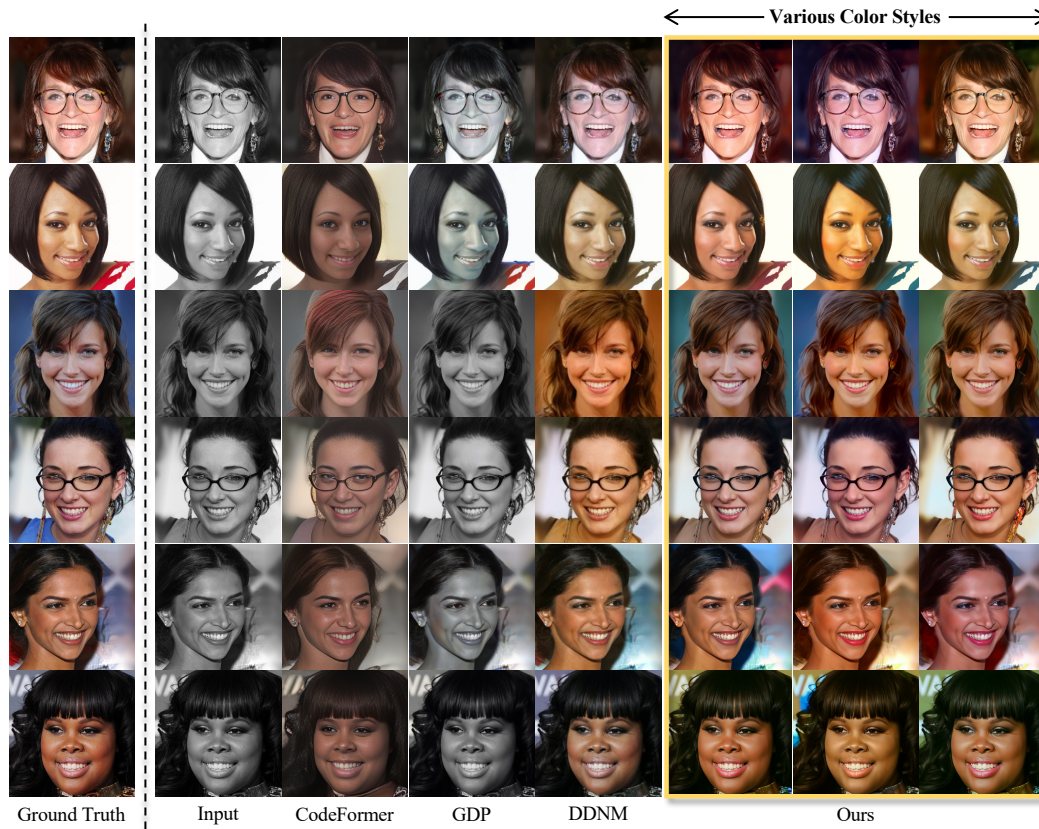 Various Color Styles
Ground Truth
Input
CodeFormer
GDP
DDNM
Ours